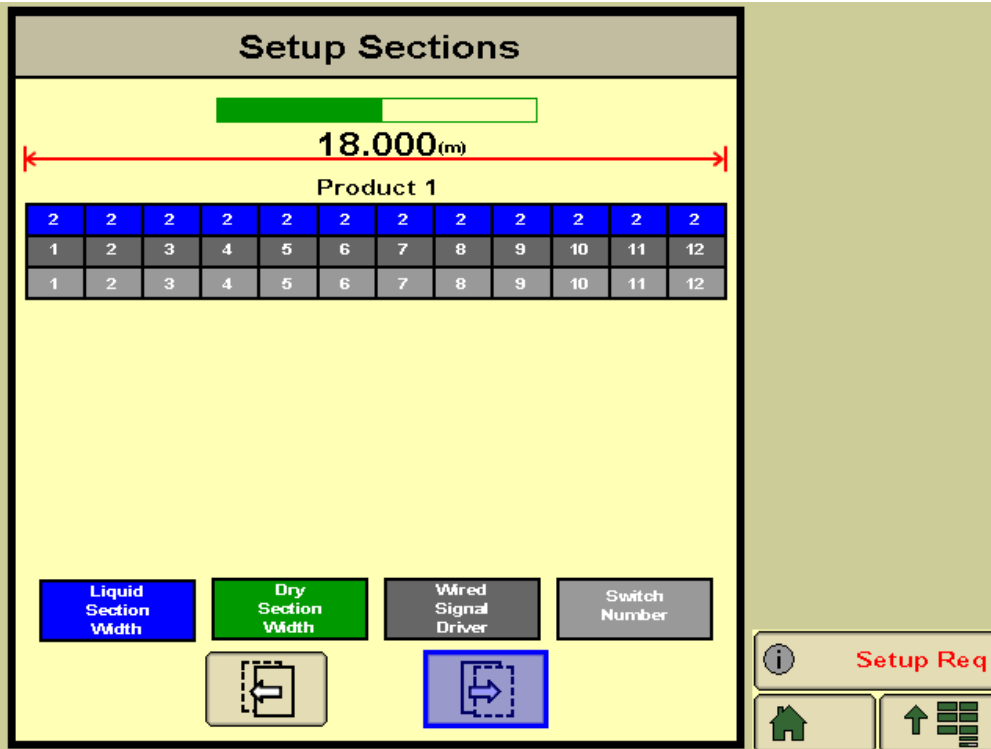 Setup Sections
18.000(m)
Product 1
2 2 2 2 2 2 2 2 2 2 2 2
1 2 3 4 5 6 7 8 9 10 11 12
1 2 3 4 5 6 7 8 9 10 11 12
Liquid
Section
Width
Dry
Section
Width
Wired
Signal
Driver
Switch
Number
Setup Req